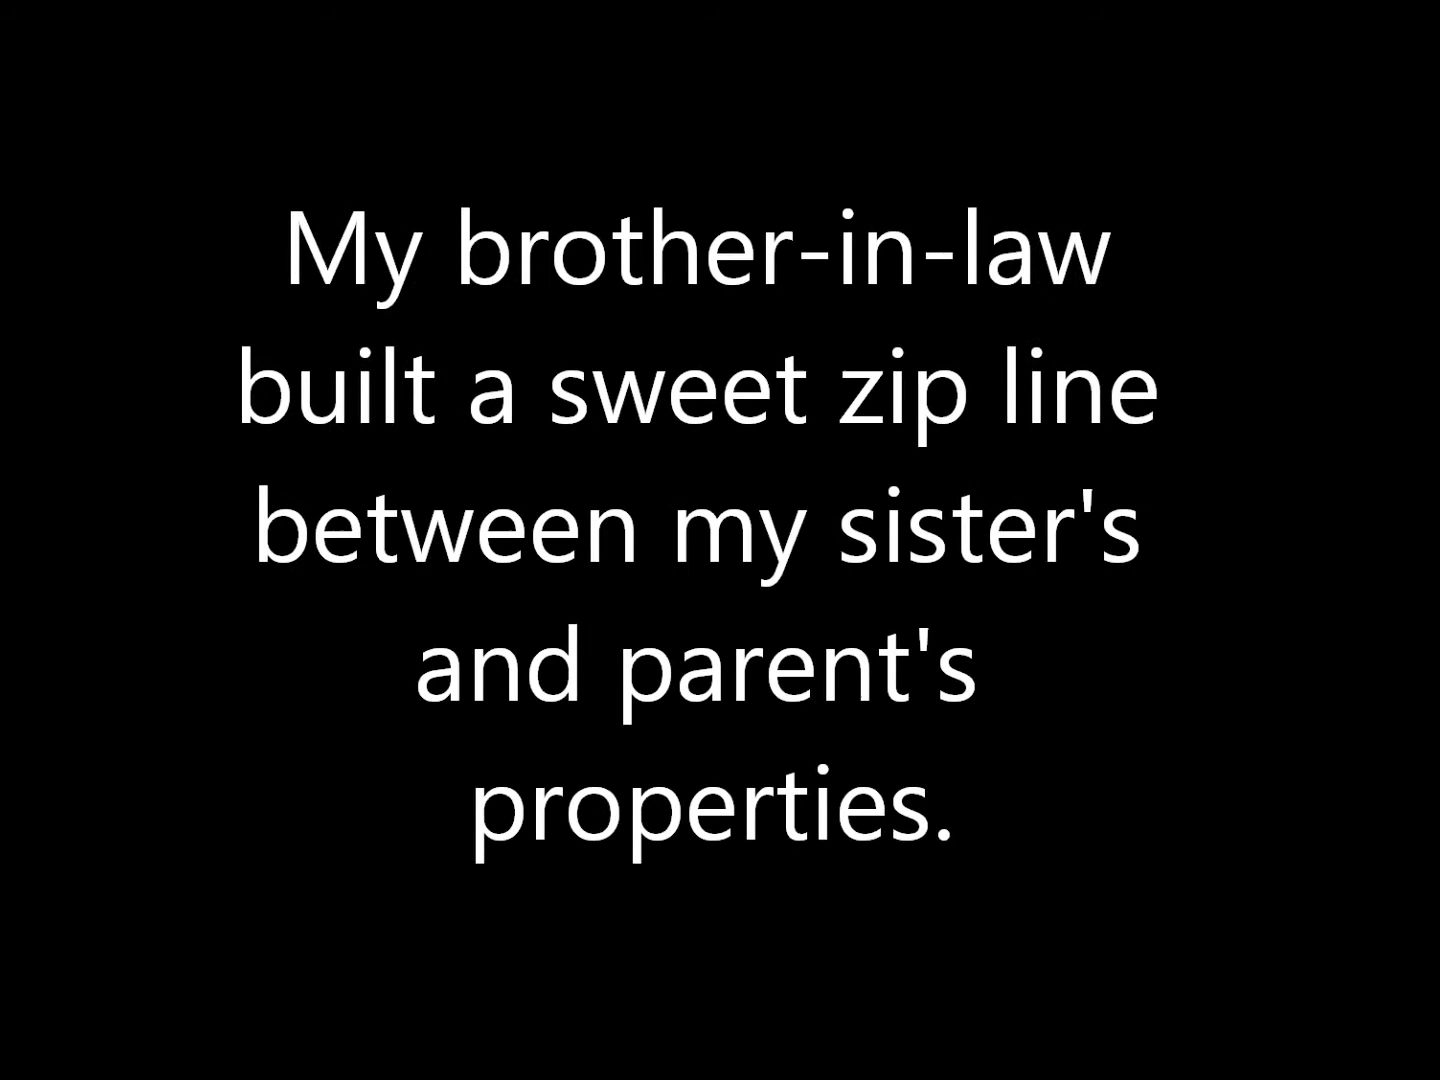 My brother-in-law
built a sweet zip line
between my sister's
and parent's
properties.